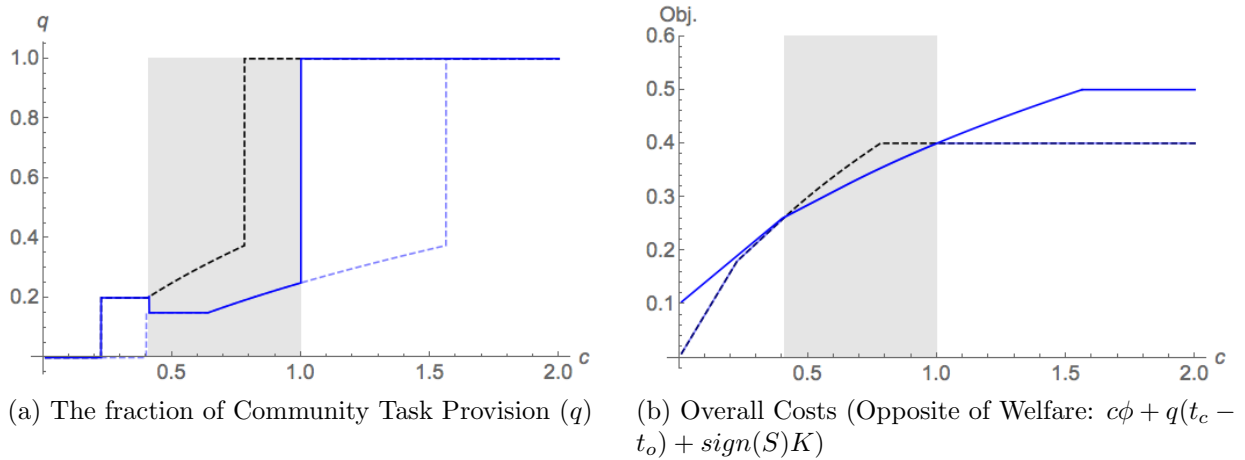 q
1.0
0.8
0.6
0.4
0.2
0.5
1.0
1.5
2.0
c
(a) The fraction of Community Task Provision (q)
Obj.
0.6
0.5
0.4
0.3
0.2
0.1
0.5
1.0
1.5
2.0
c
(b) Overall Costs (Opposite of Welfare: cϕ + q(t_c −
t_o) + sign(S)K)